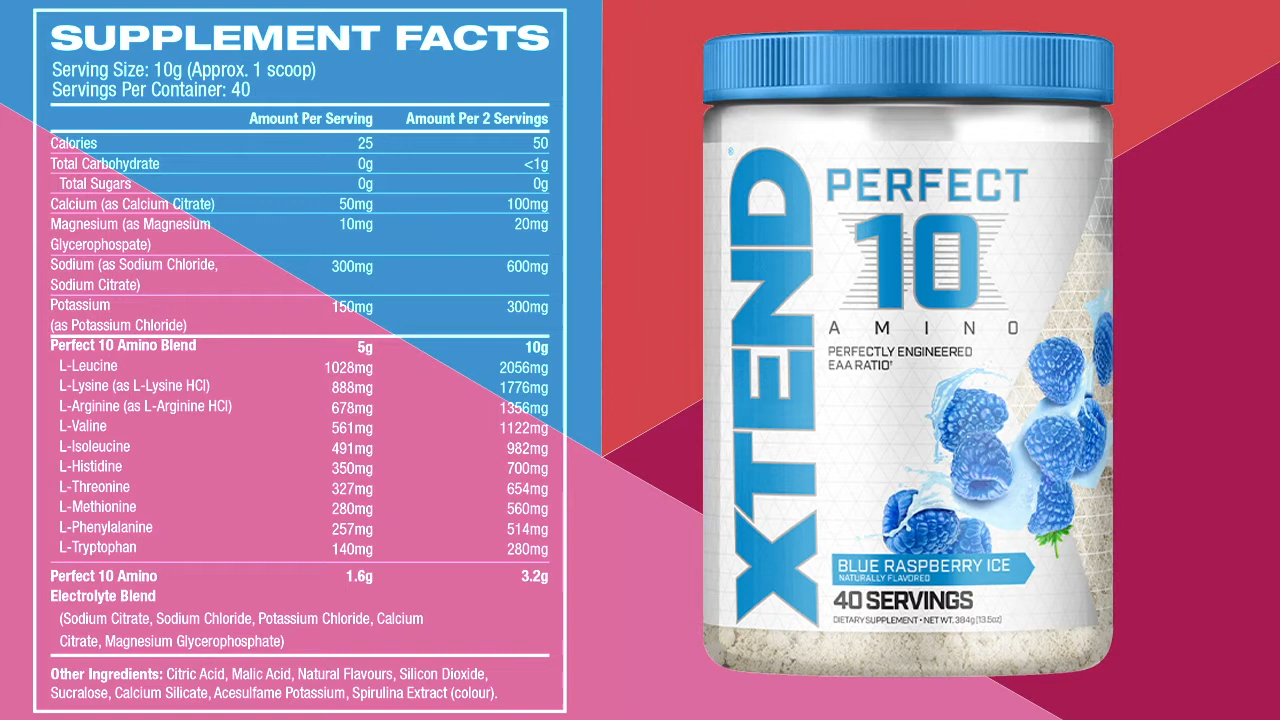 SUPPLEMENT FACTS
Serving Size: 10g (Approx. 1 scoop)
Servings Per Container: 40
Amount Per Serving Amount Per 2 Servings
Calories 25 50
Total Carbohydrate 0g <1g
Total Sugars 0g 0g
Calcium (as Calcium Citrate) 50mg 100mg
Magnesium (as Magnesium 10mg 20mg
Glycerophospate)
Sodium (as Sodium Chloride, 300mg 600mg
Sodium Citrate)
Potassium 150mg 300mg
(as Potassium Chloride)
Perfect 10 Amino Blend 5g 10g
L-Leucine 1028mg 2056mg
L-Lysine (as L-Lysine HCl) 888mg 1776mg
L-Arginine (as L-Arginine HCl) 678mg 1356mg
L-Valine 561mg 1122mg
L-Isoleucine 491mg 982mg
L-Histidine 350mg 700mg
L-Threonine 327mg 654mg
L-Methionine 280mg 560mg
L-Phenylalanine 257mg 514mg
L-Tryptophan 140mg 280mg
Perfect 10 Amino 1.6g 3.2g
Electrolyte Blend
(Sodium Citrate, Sodium Chloride, Potassium Chloride, Calcium
Citrate, Magnesium Glycerophosphate)
Other Ingredients: Citric Acid, Malic Acid, Natural Flavours, Silicon Dioxide,
Sucralose, Calcium Silicate, Acesulfame Potassium, Spirulina Extract (colour).
XTEND®
PERFECT
10
AMINO
PERFECTLY ENGINEERED
EAA RATIO†
BLUE RASPBERRY ICE
NATURALLY FLAVORED
40 SERVINGS
DIETARY SUPPLEMENT • NET WT. 384g (13.5oz)